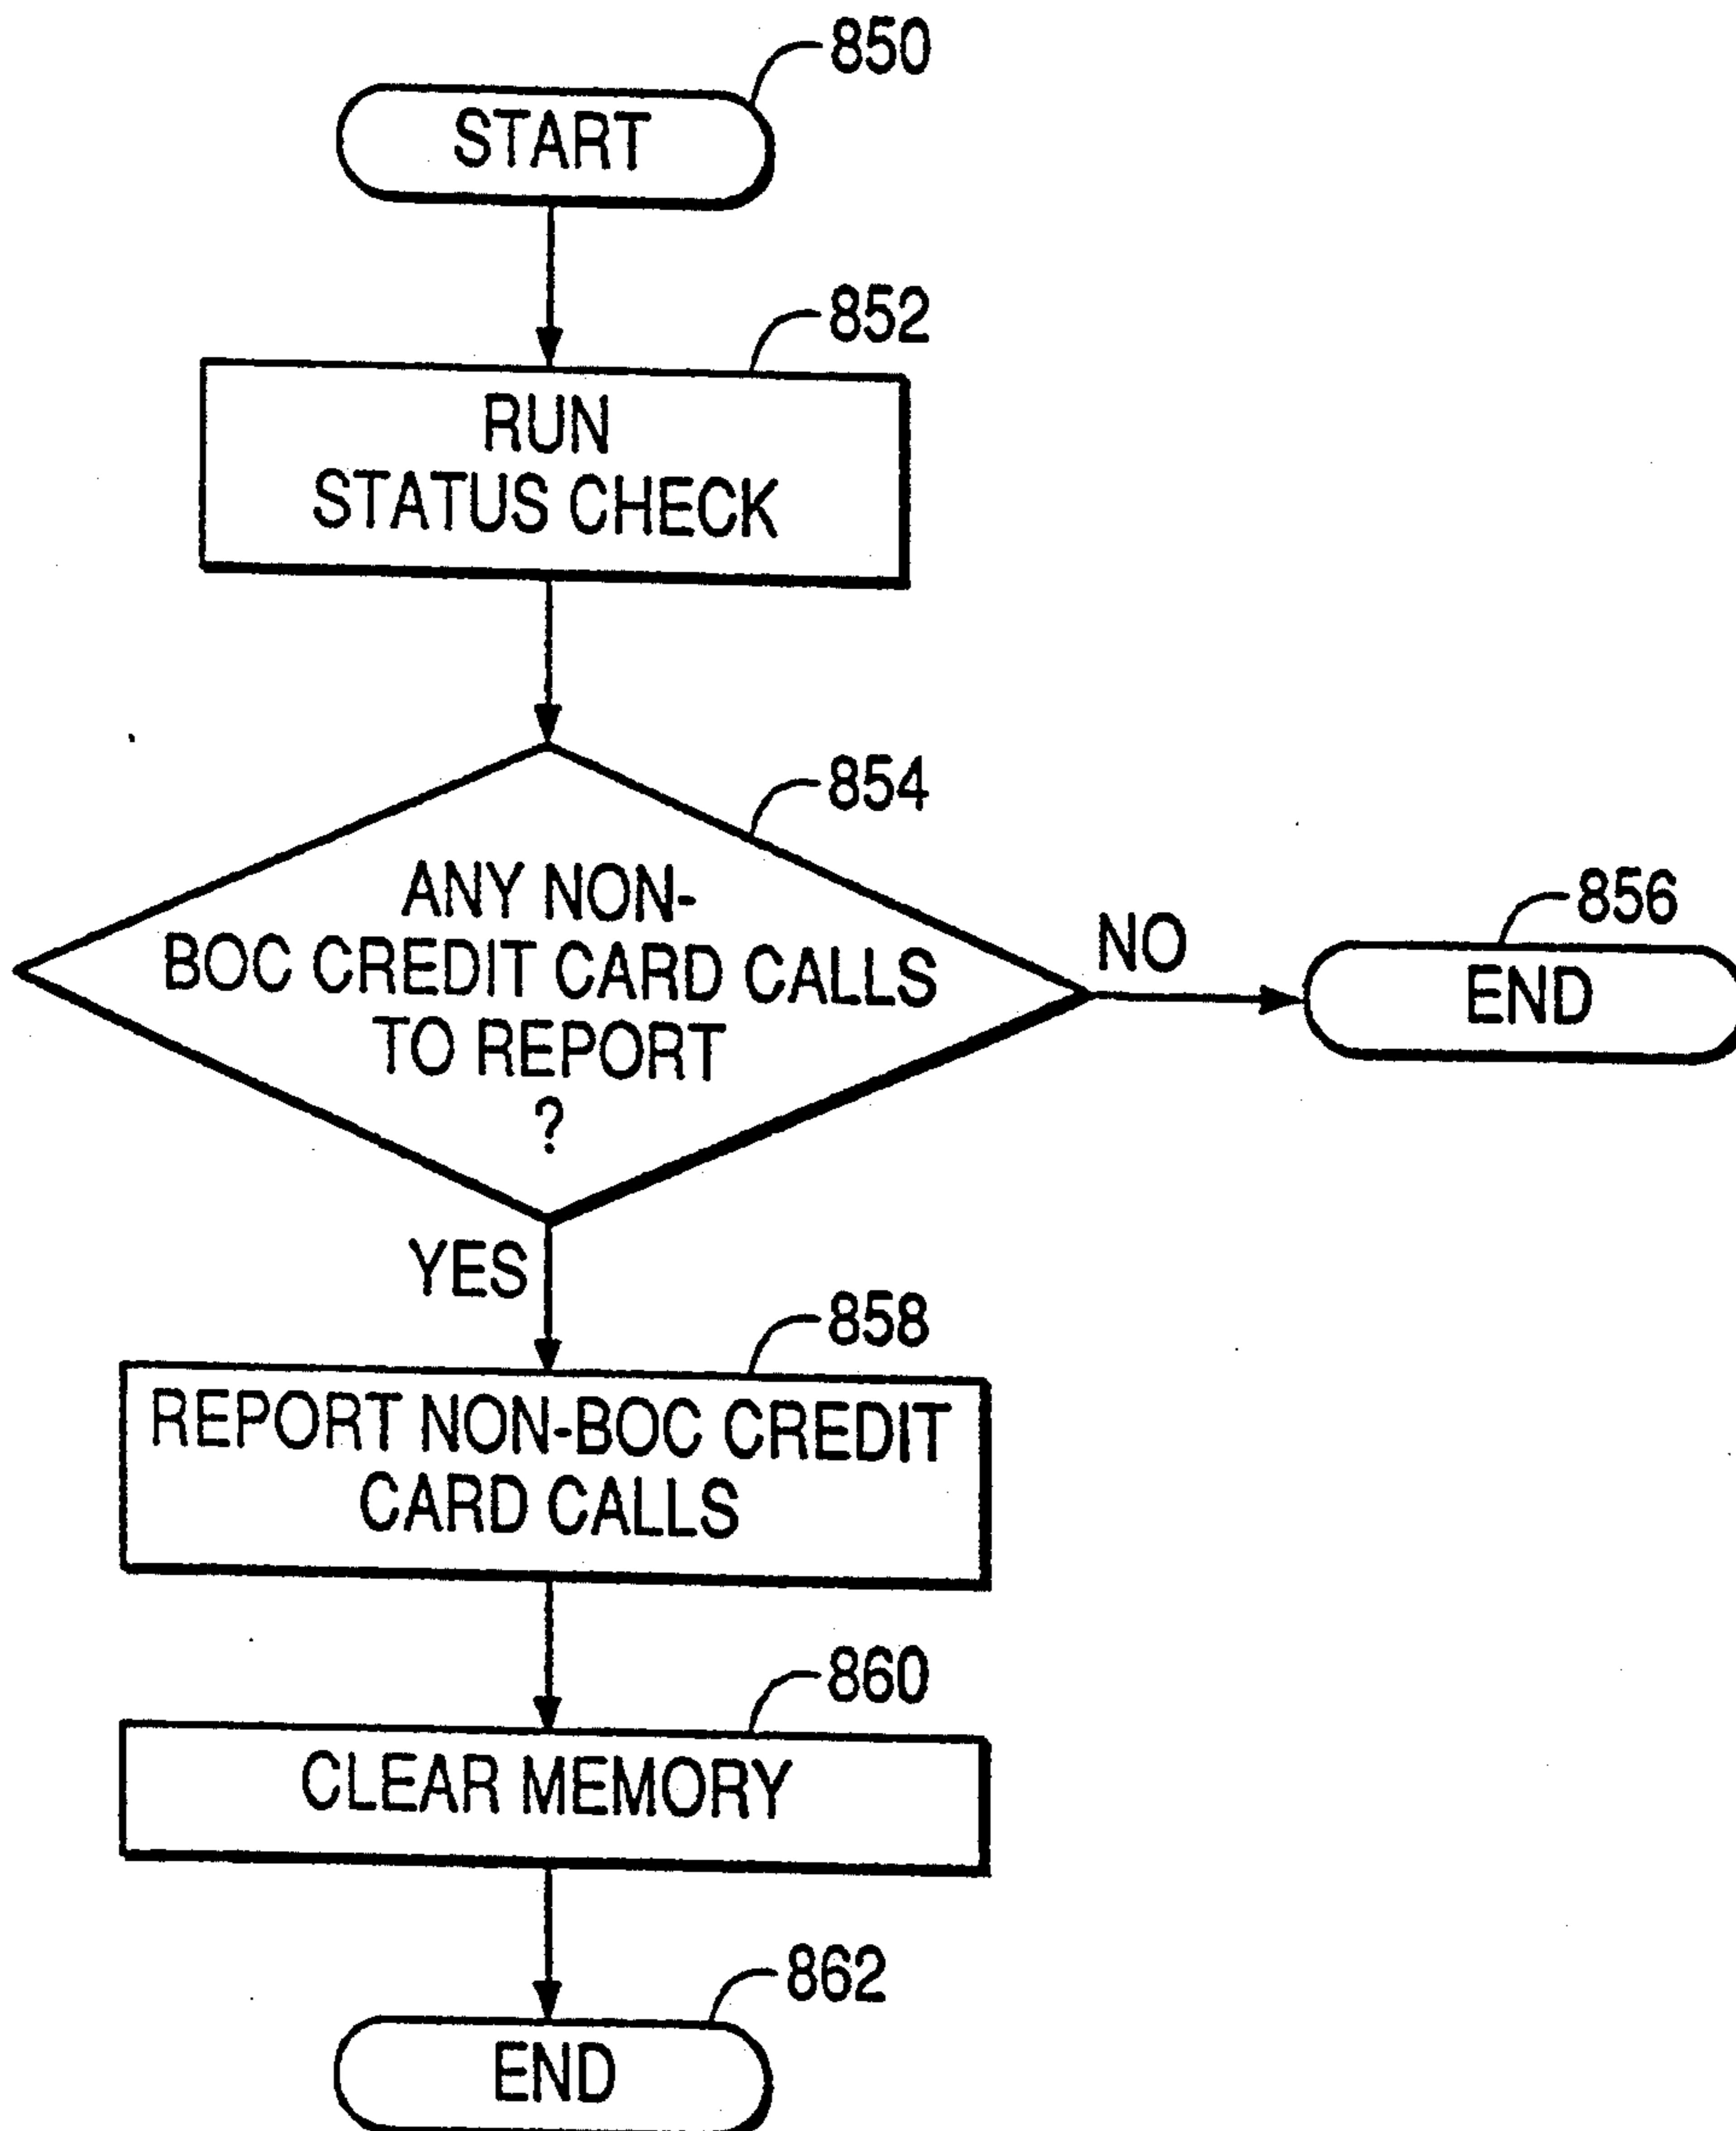 850
START
852
RUN
STATUS CHECK
854
ANY NON-
BOC CREDIT CARD CALLS
TO REPORT
?
NO
856
END
YES
858
REPORT NON-BOC CREDIT
CARD CALLS
860
CLEAR MEMORY
862
END